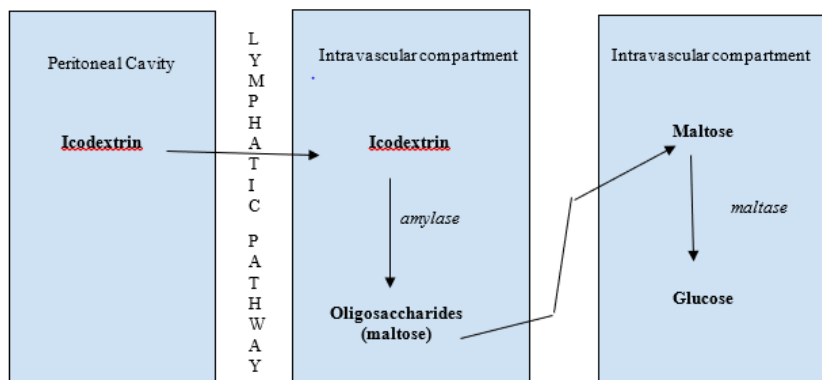 Peritoneal Cavity
Icodextrin
L
Y
M
P
H
A
T
I
C
P
A
T
H
W
A
Y
Intravascular compartment
Icodextrin
amylase
Oligosaccharides
(maltose)
Intravascular compartment
Maltose
maltase
Glucose